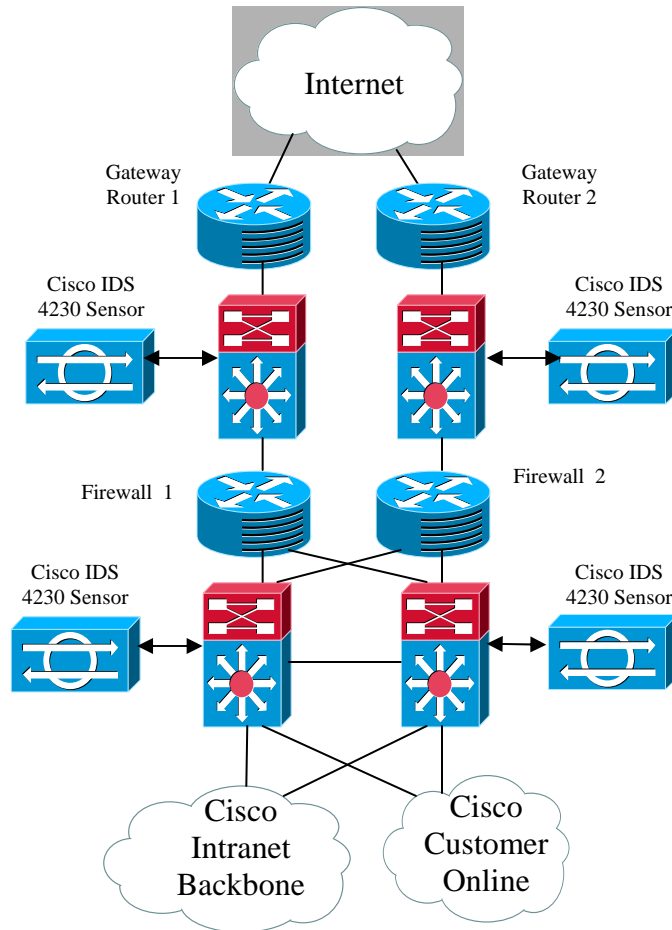 Internet
Gateway
Router 1
Gateway
Router 2
Cisco IDS
4230 Sensor
Cisco IDS
4230 Sensor
Firewall 1
Firewall 2
Cisco IDS
4230 Sensor
Cisco IDS
4230 Sensor
Cisco
Intranet
Backbone
Cisco
Customer
Online